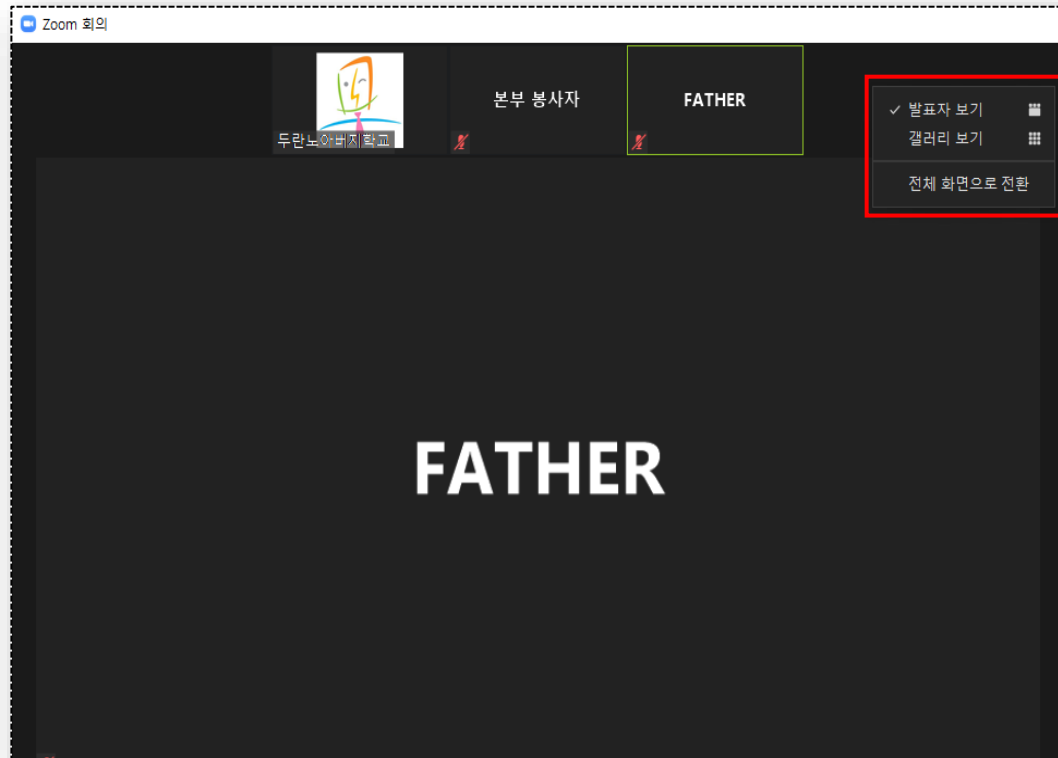 Zoom 회의
본부 봉사자
FATHER
두란노아버지학교
발표자 보기
갤러리 보기
전체 화면으로 전환
FATHER